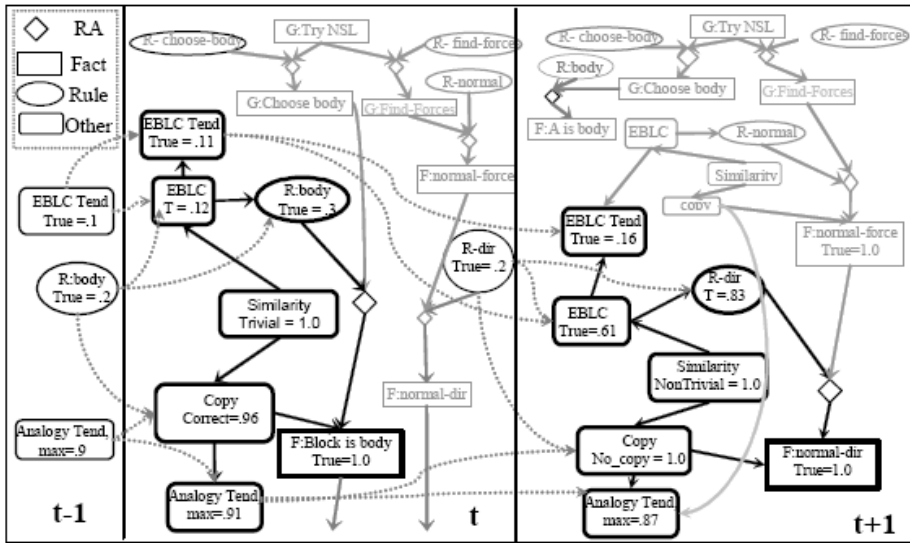 RA
Fact
Rule
Other
EBLC Tend
True =.1
R:body
True = .2
Analogy Tend,
max=.9
t-1
R- choose-body
G:Try NSL
R- find-forces
R-normal
G:Choose body
G:Find-Forces
EBLC Tend
True = .11
EBLC
T = .12
R:body
True = .3
F:normal-force
R-dir
True= .2
Similarity
Trivial = 1.0
Copy
Correct=.96
F:normal-dir
F:Block is body
True=1.0
Analogy Tend,
max=.91
t
R- choose-body
G:Try NSL
R- find-forces
R:body
G:Choose body
G:Find-Forces
F:A is body
EBLC
R-normal
Similarity
conv
EBLC Tend
True = .16
F:normal-force
True=1.0
R-dir
T =.83
EBLC
True=.61
Similarity
NonTrivial = 1.0
Copy
No_copy = 1.0
F:normal-dir
True=1.0
Analogy Tend,
max=.87
t+1